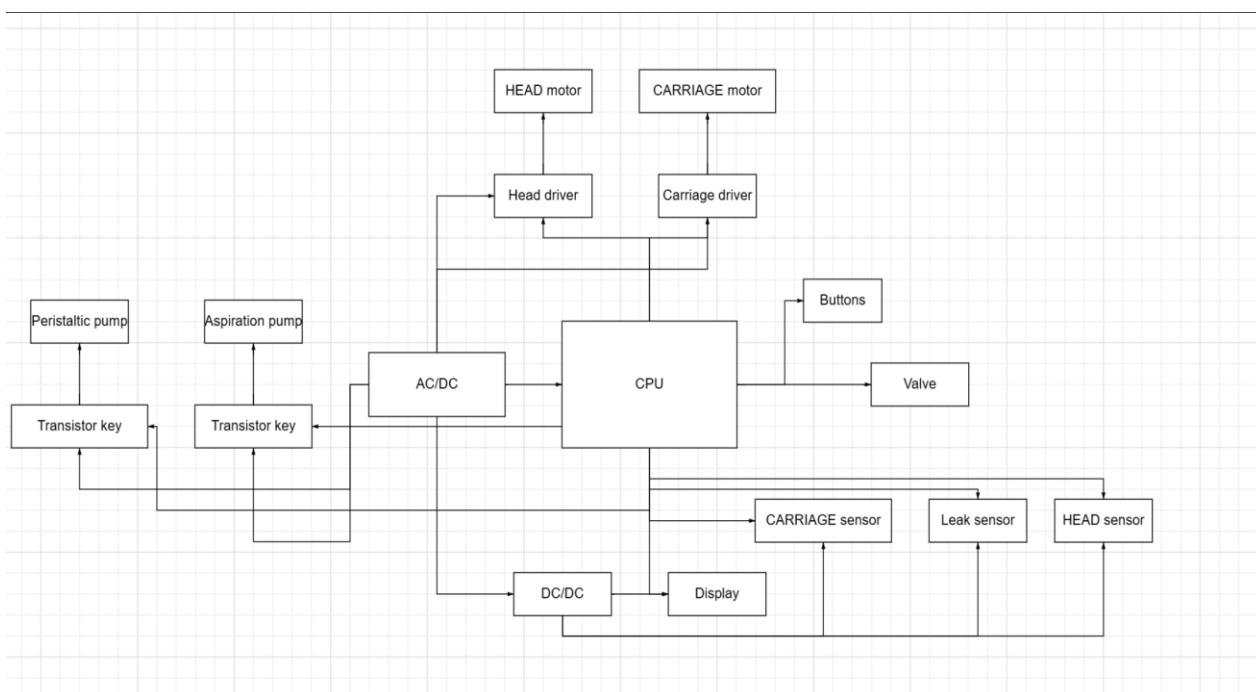 HEAD motor
CARRIAGE motor
Head driver
Carriage driver
Buttons
Peristaltic pump
Aspiration pump
AC/DC
CPU
Valve
Transistor key
Transistor key
CARRIAGE sensor
Leak sensor
HEAD sensor
DC/DC
Display